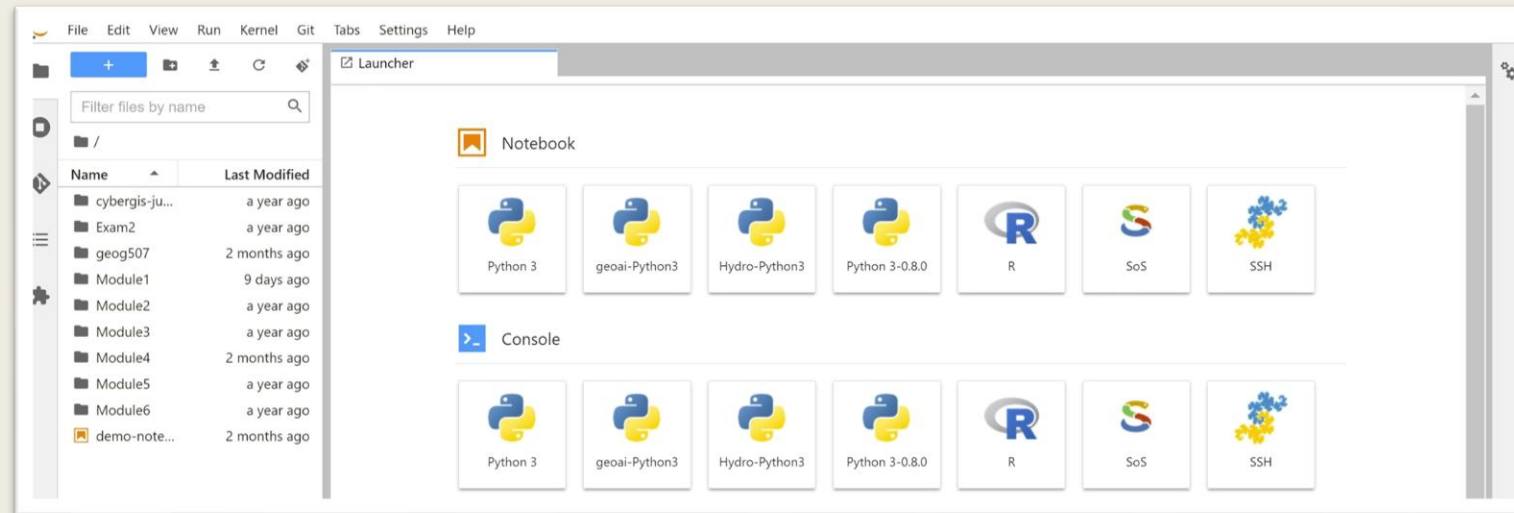 File Edit View Run Kernel Git Tabs Settings Help
+
Launcher
Filter files by name
/
Name Last Modified
cybergis-ju... a year ago
Exam2 a year ago
geog507 2 months ago
Module1 9 days ago
Module2 a year ago
Module3 a year ago
Module4 2 months ago
Module5 a year ago
Module6 a year ago
demo-note... 2 months ago
Notebook
Python 3 geoai-Python3 Hydro-Python3 Python 3-0.8.0 R SoS SSH
Console
Python 3 geoai-Python3 Hydro-Python3 Python 3-0.8.0 R SoS SSH